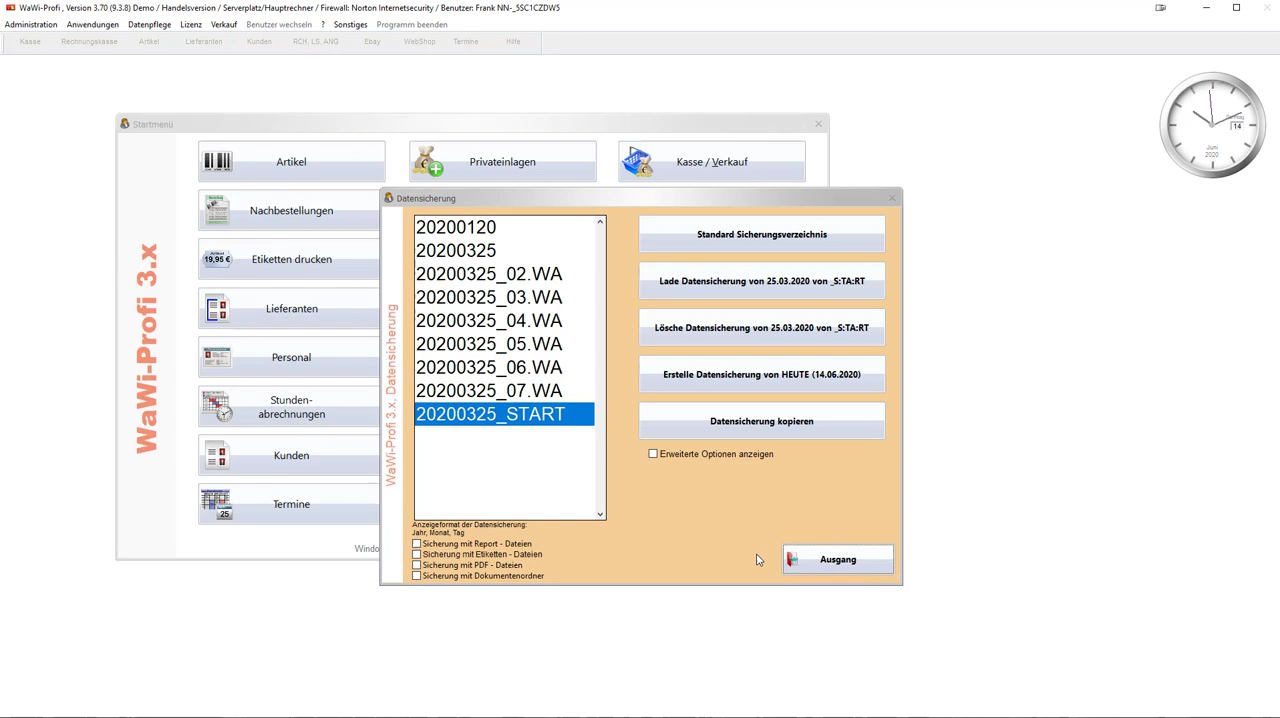 WaWi-Profi , Version 3.70 (9.3.8) Demo / Handelsversion / Serverplatz/Hauptrechner / Firewall: Norton Internetsecurity / Benutzer: Frank NN-_5SC1CZDW5
Administration Anwendungen Datenpflege Lizenz Verkauf Benutzer wechseln ? Sonstiges Programm beenden
Kasse Rechnungskasse Artikel Lieferanten Kunden RCH, LS, ANG Ebay WebShop Termine Hilfe
14
Juni
2020
Startmenü
WaWi-Profi 3.x
Artikel
Privateinlagen
Kasse / Verkauf
Nachbestellungen
19,95 €
Etiketten drucken
Lieferanten
Personal
Stunden-
abrechnungen
Kunden
25
Termine
Windo
Datensicherung
WaWi-Profi 3.x, Datensicherung
20200120
20200325
20200325_02.WA
20200325_03.WA
20200325_04.WA
20200325_05.WA
20200325_06.WA
20200325_07.WA
20200325_START
Anzeigeformat der Datensicherung:
Jahr, Monat, Tag
Sicherung mit Report - Dateien
Sicherung mit Etiketten - Dateien
Sicherung mit PDF - Dateien
Sicherung mit Dokumentenordner
Standard Sicherungsverzeichnis
Lade Datensicherung von 25.03.2020 von _S:TA:RT
Lösche Datensicherung von 25.03.2020 von _S:TA:RT
Erstelle Datensicherung von HEUTE (14.06.2020)
Datensicherung kopieren
Erweiterte Optionen anzeigen
Ausgang